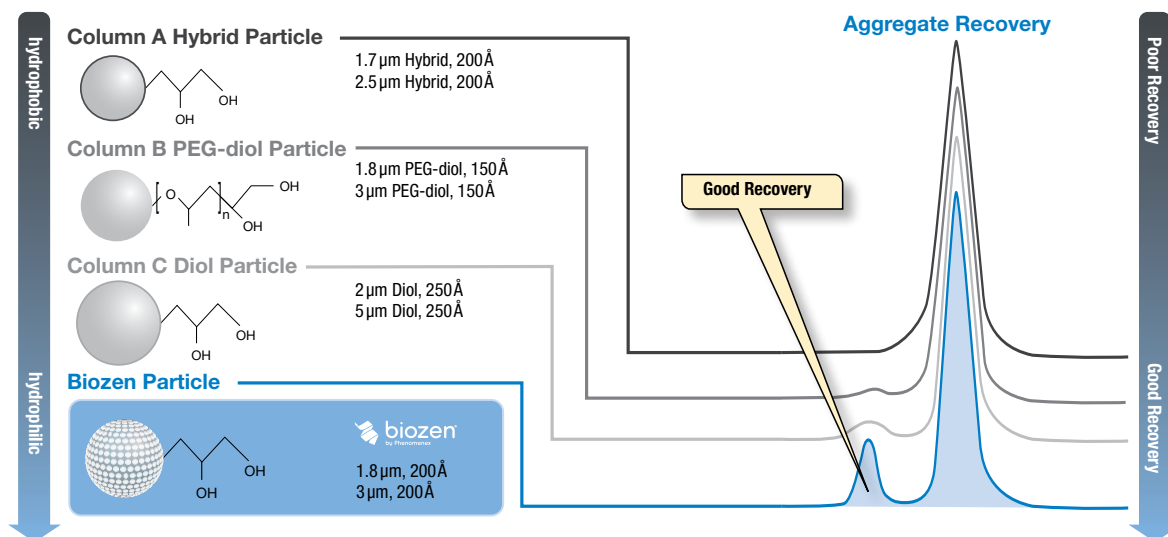 hydrophobic
hydrophilic
Column A Hybrid Particle
1.7 µm Hybrid, 200 Å
2.5 µm Hybrid, 200 Å
OH
OH
Column B PEG-diol Particle
1.8 µm PEG-diol, 150 Å
3 µm PEG-diol, 150 Å
[ O ]n
OH
OH
Column C Diol Particle
2 µm Diol, 250 Å
5 µm Diol, 250 Å
OH
OH
Biozen Particle
biozen
by Phenomenex
1.8 µm, 200 Å
3 µm, 200 Å
OH
OH
Aggregate Recovery
Good Recovery
Poor Recovery
Good Recovery